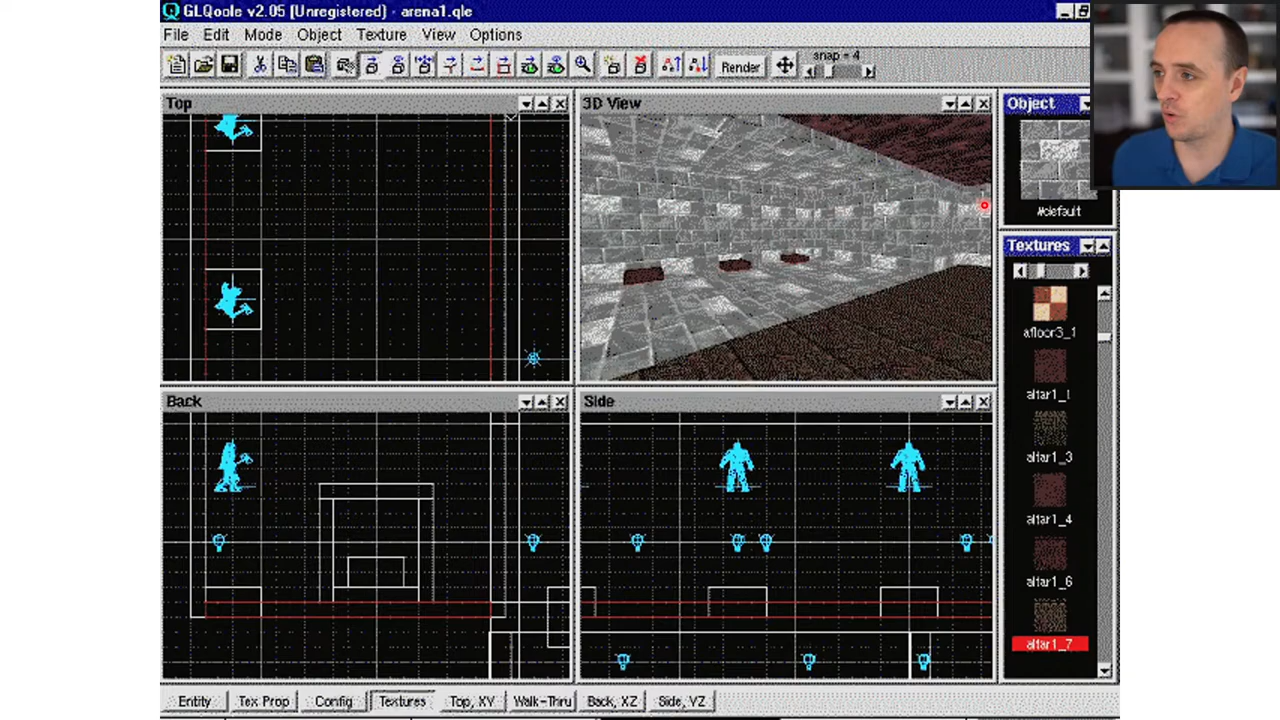 GLQoole v2.05 [Unregistered] - arena1.qle
File Edit Mode Object Texture View Options
Render
snap = 4
Top
3D View
Object
#default
Textures
afloor3_1
altar1_1
altar1_3
altar1_4
altar1_6
altar1_7
Back
Side
Entity Tex Prop Config Textures Top, XY Walk-Thru Back, XZ Side, YZ